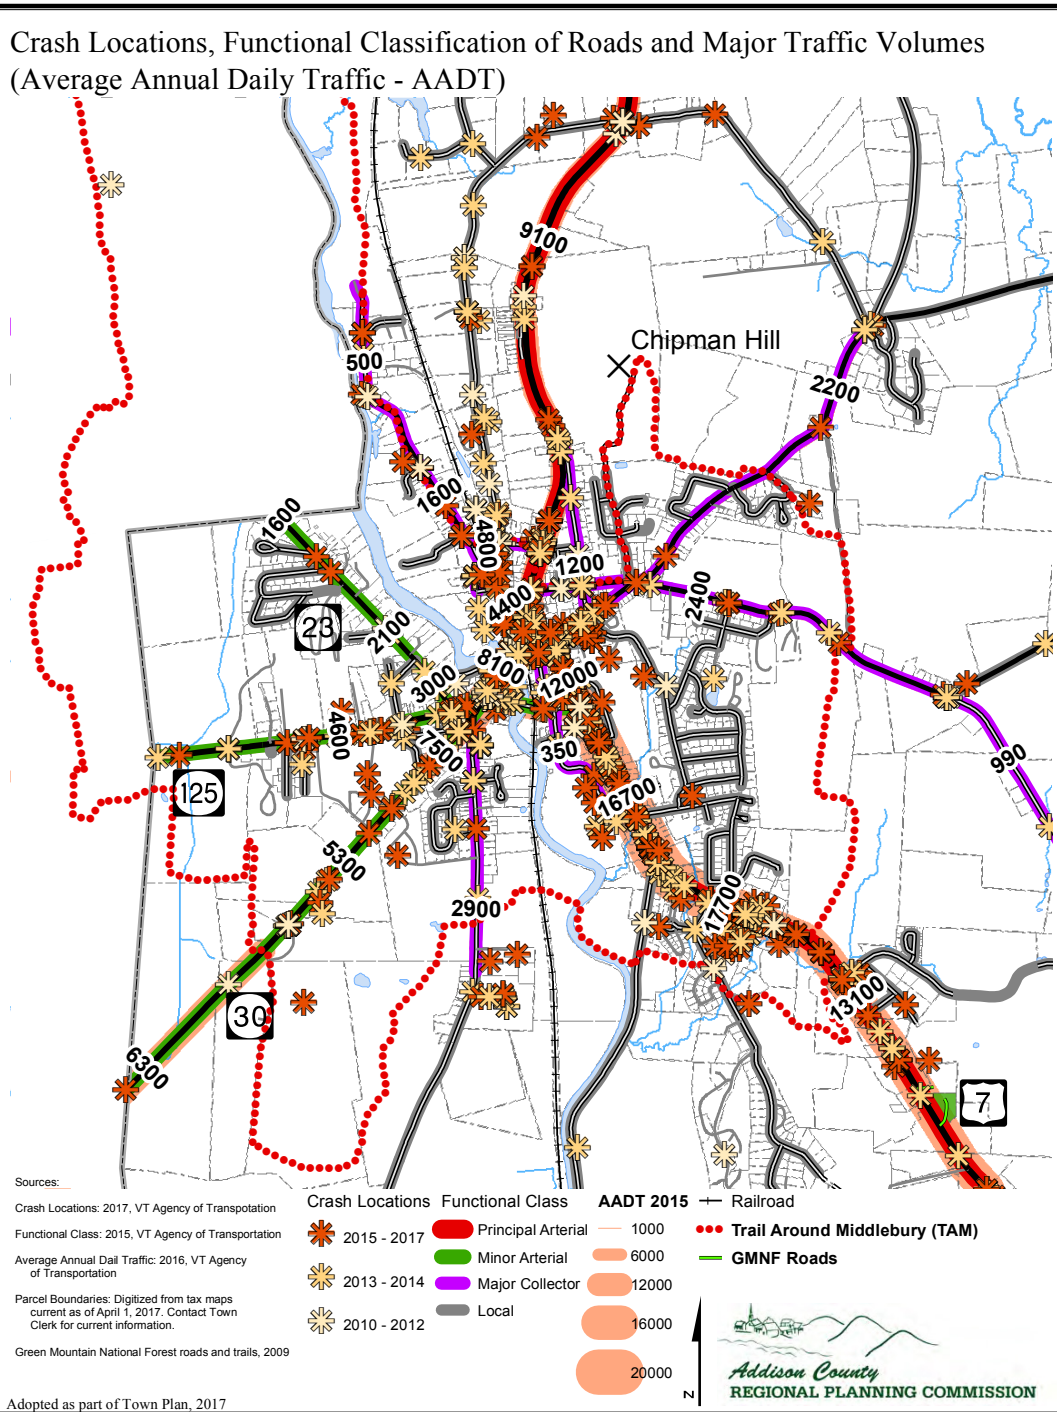 Crash Locations, Functional Classification of Roads and Major Traffic Volumes
(Average Annual Daily Traffic - AADT)
9100
Chipman Hill
500
2200
1600
1600
4800
1200
4400
2400
23
2100
8100
3000
12000
4600
750
350
990
125
16700
5300
17700
2900
13100
30
6300
7
Sources:
Crash Locations: 2017, VT Agency of Transpotation
Functional Class: 2015, VT Agency of Transportation
Average Annual Dail Traffic: 2016, VT Agency
of Transportation
Parcel Boundaries: Digitized from tax maps
current as of April 1, 2017. Contact Town
Clerk for current information.
Green Mountain National Forest roads and trails, 2009
Crash Locations
2015 - 2017
2013 - 2014
2010 - 2012
Functional Class
Principal Arterial
Minor Arterial
Major Collector
Local
AADT 2015
1000
6000
12000
16000
20000
Railroad
Trail Around Middlebury (TAM)
GMNF Roads
N
Addison County
REGIONAL PLANNING COMMISSION
Adopted as part of Town Plan, 2017